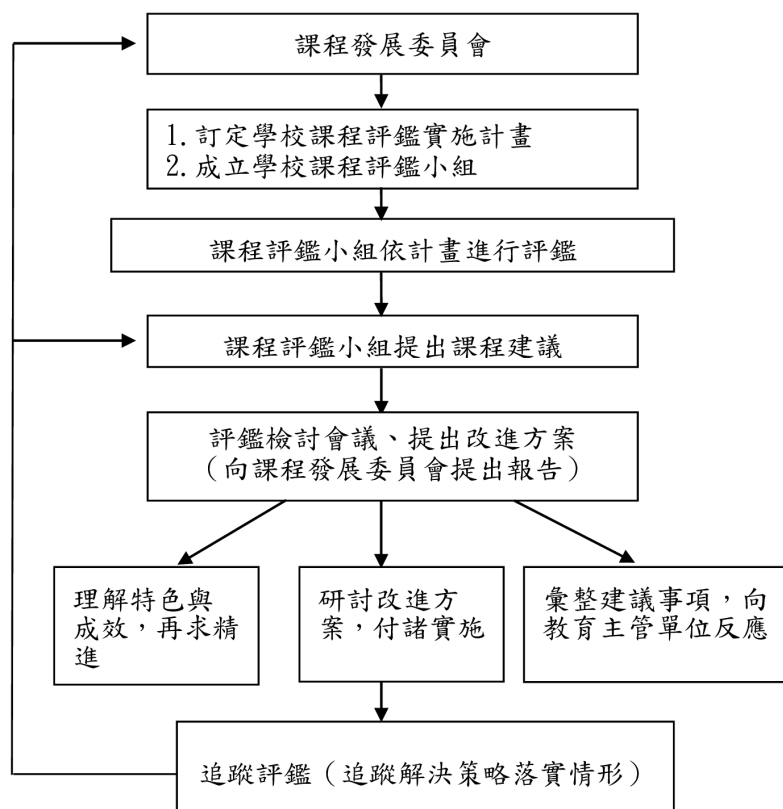 課程發展委員會
1.訂定學校課程評鑑實施計畫
2.成立學校課程評鑑小組
課程評鑑小組依計畫進行評鑑
課程評鑑小組提出課程建議
評鑑檢討會議、提出改進方案
（向課程發展委員會提出報告）
理解特色與
成效，再求精
進
研討改進方
案，付諸實施
彙整建議事項，向
教育主管單位反應
追蹤評鑑（追蹤解決策略落實情形）